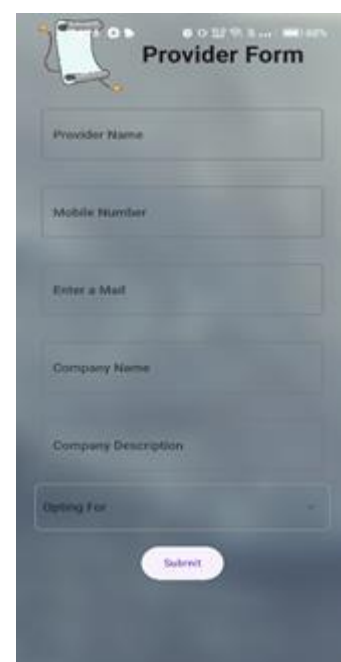 Provider Form
Provider Name
Mobile Number
Enter a Mail
Company Name
Company Description
Opting For
Submit